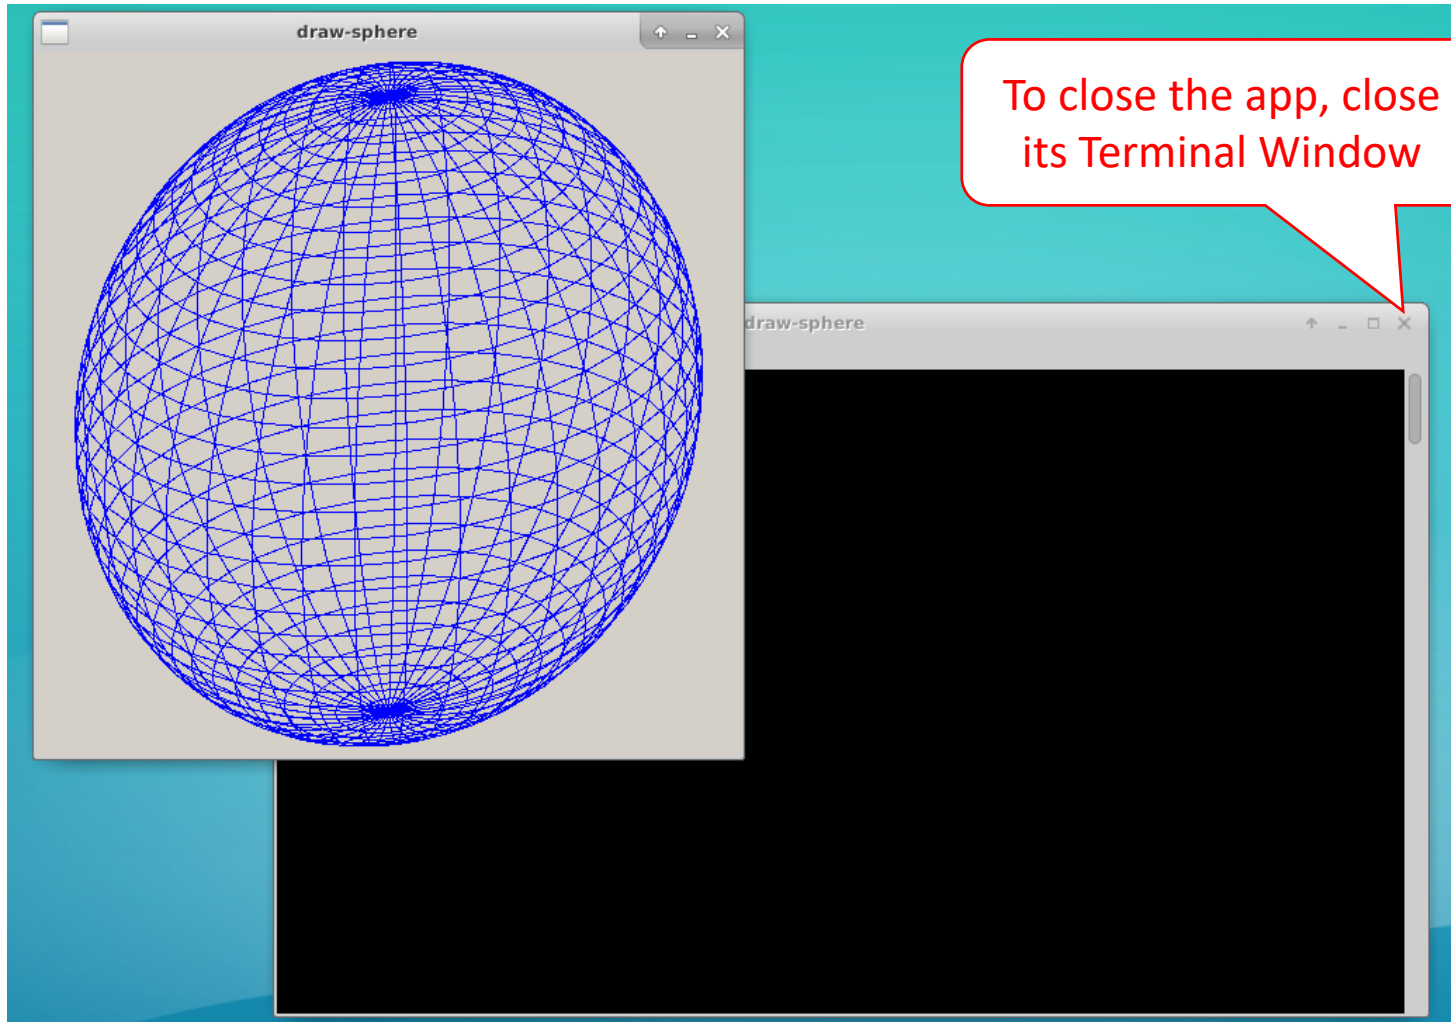 draw-sphere
To close the app, close
its Terminal Window
draw-sphere